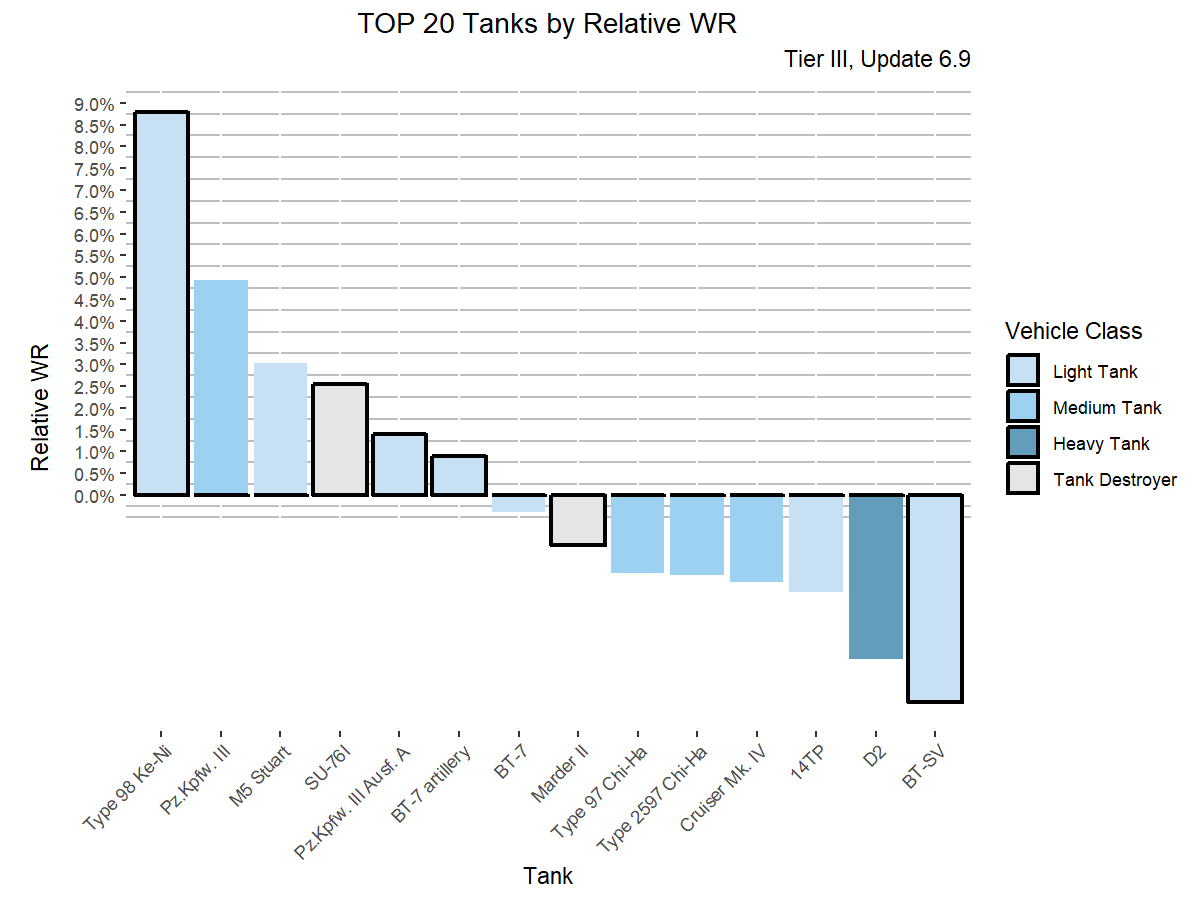 TOP 20 Tanks by Relative WR
Tier III, Update 6.9
Relative WR
9.0%
8.5%
8.0%
7.5%
7.0%
6.5%
6.0%
5.5%
5.0%
4.5%
4.0%
3.5%
3.0%
2.5%
2.0%
1.5%
1.0%
0.5%
0.0%
Type 98 Ke-Ni
Pz.Kpfw. III
M5 Stuart
SU-76I
Pz.Kpfw. III Ausf. A
BT-7 artillery
BT-7
Marder II
Type 97 Chi-Ha
Type 2597 Chi-Ha
Cruiser Mk. IV
14TP
D2
BT-SV
Tank
Vehicle Class
Light Tank
Medium Tank
Heavy Tank
Tank Destroyer